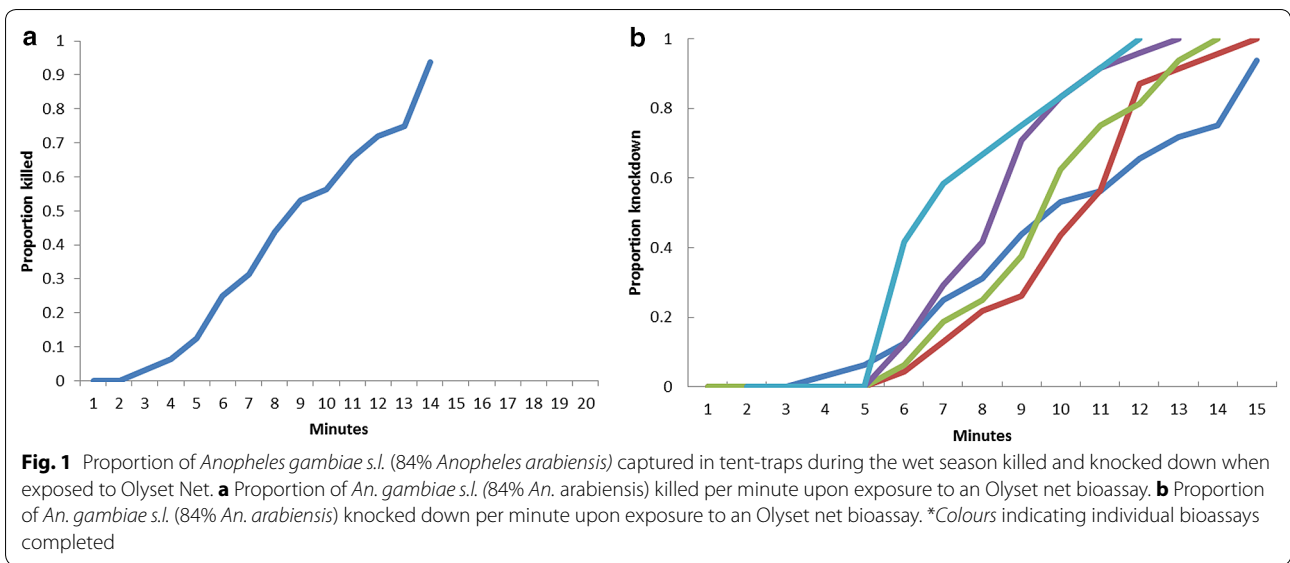 a
1
0.9
0.8
0.7
0.6
0.5
0.4
0.3
0.2
0.1
0
Proportion killed
1 2 3 4 5 6 7 8 9 10 11 12 13 14 15 16 17 18 19 20
Minutes
b
1
0.8
0.6
0.4
0.2
0
Proportion knockdown
1 2 3 4 5 6 7 8 9 10 11 12 13 14 15
Minutes
Fig. 1 Proportion of Anopheles gambiae s.l. (84% Anopheles arabiensis) captured in tent-traps during the wet season killed and knocked down when
exposed to Olyset Net. a Proportion of An. gambiae s.l. (84% An. arabiensis) killed per minute upon exposure to an Olyset net bioassay. b Proportion
of An. gambiae s.l. (84% An. arabiensis) knocked down per minute upon exposure to an Olyset net bioassay. *Colours indicating individual bioassays
completed